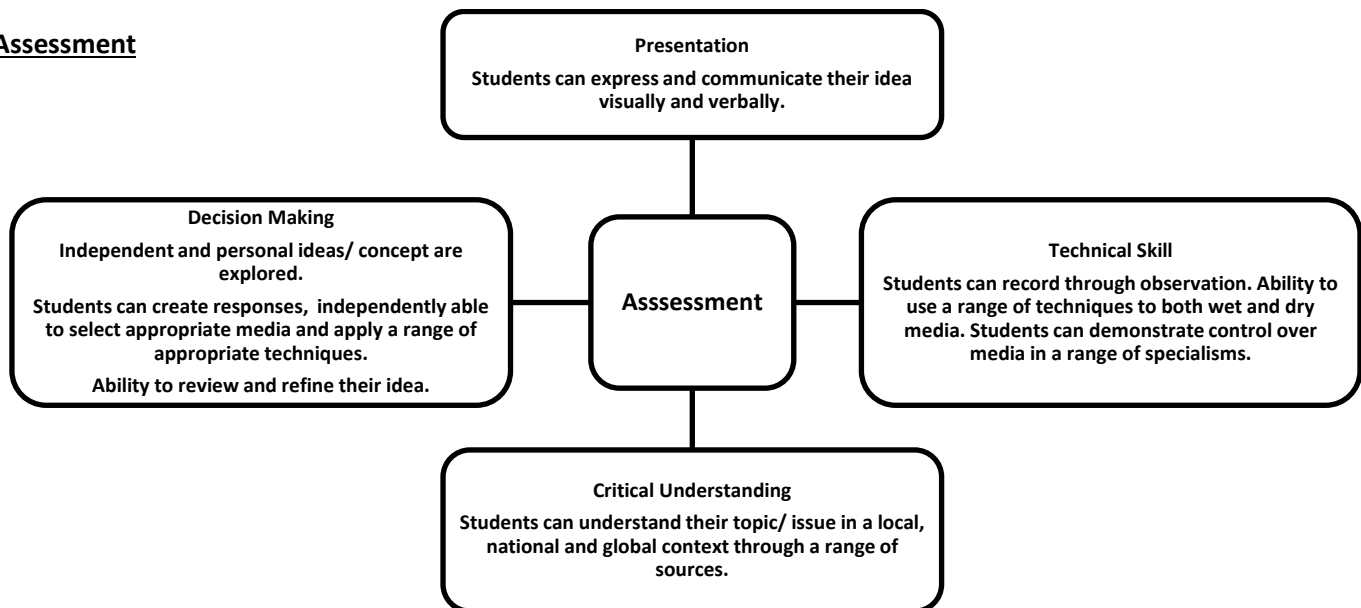 Assessment
Presentation
Students can express and communicate their idea
visually and verbally.
Decision Making
Independent and personal ideas/ concept are
explored.
Students can create responses,  independently able
to select appropriate media and apply a range of
appropriate techniques.
Ability to review and refine their idea.
Asssessment
Technical Skill
Students can record through observation. Ability to
use a range of techniques to both wet and dry
media. Students can demonstrate control over
media in a range of specialisms.
Critical Understanding
Students can understand their topic/ issue in a local,
national and global context through a range of
sources.